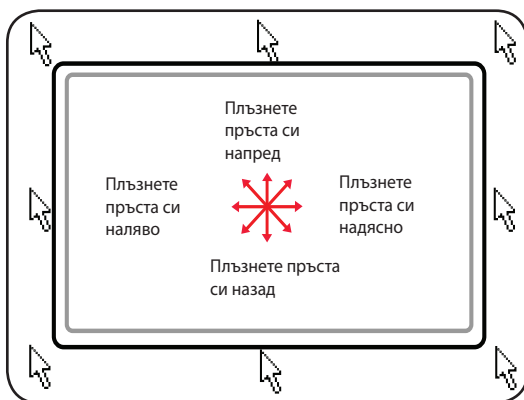 Плъзнете
пръста си
напред
Плъзнете
пръста си
наляво
Плъзнете
пръста си
надясно
Плъзнете пръста
си назад